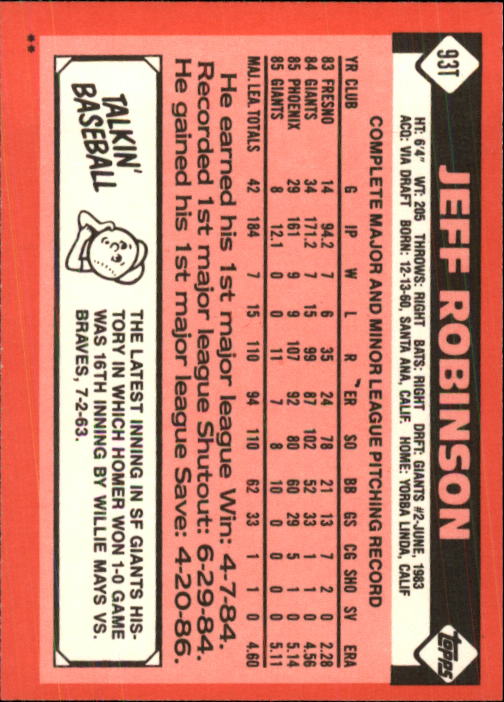 93T
JEFF ROBINSON
Topps
HT: 6'4" WT: 205 THROWS: RIGHT BATS: RIGHT DRFT: GIANTS #2-JUNE, 1983
ACQ: VIA DRAFT BORN: 12-13-60, SANTA ANA, CALIF. HOME: YORBA LINDA, CALIF
COMPLETE MAJOR AND MINOR LEAGUE PITCHING RECORD
YR CLUB G IP W L R ER SO BB GS CG SHO SV ERA
83 FRESNO 14 94.2 7 6 35 24 78 21 13 7 2 0 2.28
84 GIANTS 34 171.2 7 15 99 87 102 52 33 1 1 0 4.56
85 PHOENIX 29 161 9 9 107 92 80 60 29 5 1 0 5.14
85 GIANTS 8 12.1 0 0 11 7 8 10 0 0 0 0 5.11
MAJ. LEA. TOTALS 42 184 7 15 110 94 110 62 33 1 1 0 4.60
He earned his 1st major league Win: 4-7-84.
Recorded 1st major league Shutout: 6-29-84.
He gained his 1st major league Save: 4-20-86.
TALKIN'
BASEBALL
THE LATEST INNING IN SF GIANTS HIS-
TORY IN WHICH HOMER WON 1-0 GAME
WAS 16TH INNING BY WILLIE MAYS VS.
BRAVES, 7-2-63.
**